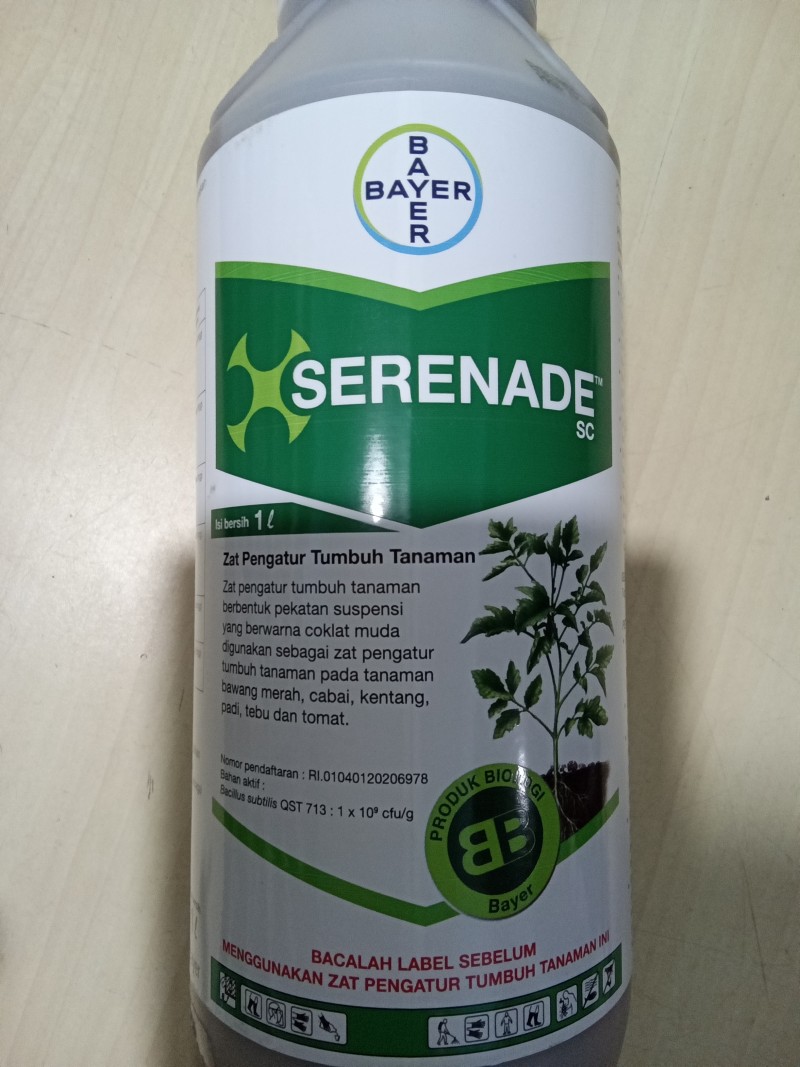 BAYER
BAYER
SERENADE™
SC
Isi bersih 1 ℓ
Zat Pengatur Tumbuh Tanaman
Zat pengatur tumbuh tanaman
berbentuk pekatan suspensi
yang berwarna coklat muda
digunakan sebagai zat pengatur
tumbuh tanaman pada tanaman
bawang merah, cabai, kentang,
padi, tebu dan tomat.
Nomor pendaftaran : RI.01040120206978
Bahan aktif :
Bacillus subtilis QST 713 : 1 x 10⁹ cfu/g
PRODUK BIOLOGI
BB
Bayer
BACALAH LABEL SEBELUM
MENGGUNAKAN ZAT PENGATUR TUMBUH TANAMAN INI